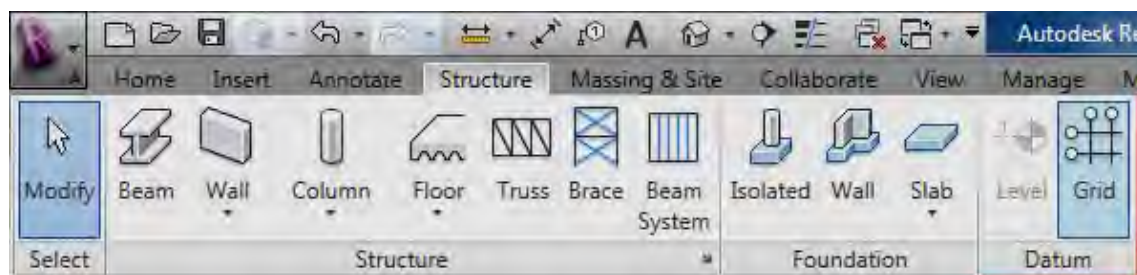 Autodesk Re
Home Insert Annotate Structure Massing & Site Collaborate View Manage M
Modify Beam Wall Column Floor Truss Brace Beam System Isolated Wall Slab Level Grid
Select Structure Foundation Datum